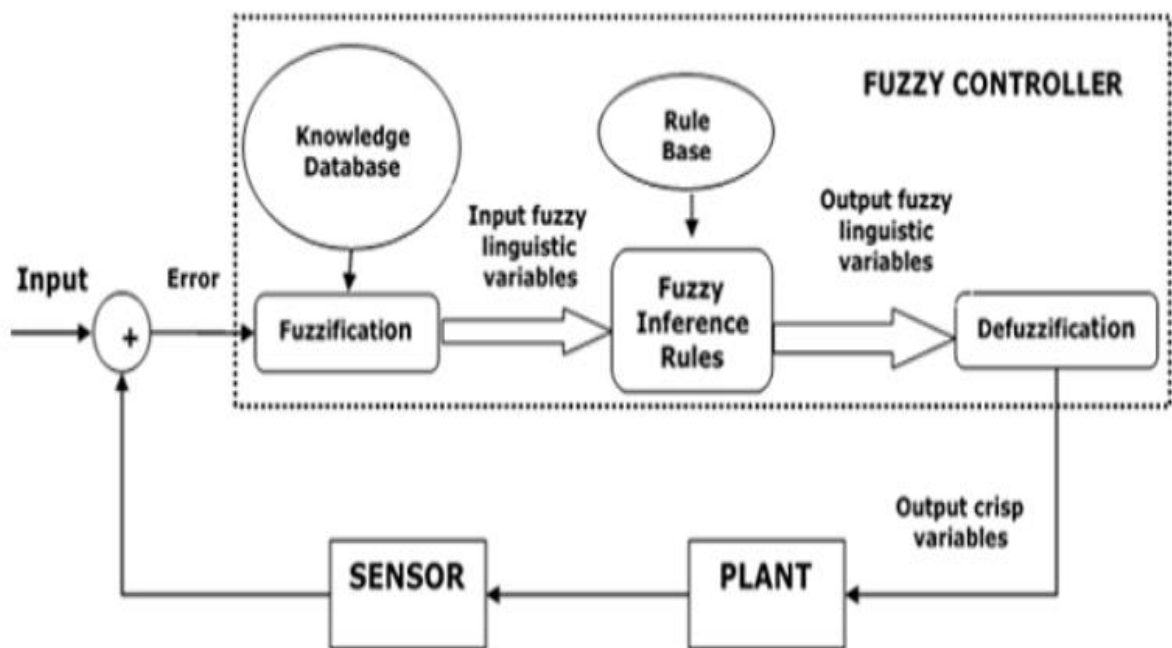 FUZZY CONTROLLER
Knowledge
Database
Rule
Base
Input fuzzy
linguistic
variables
Output fuzzy
linguistic
variables
Input
Error
+
Fuzzification
Fuzzy
Inference
Rules
Defuzzification
Output crisp
variables
SENSOR
PLANT